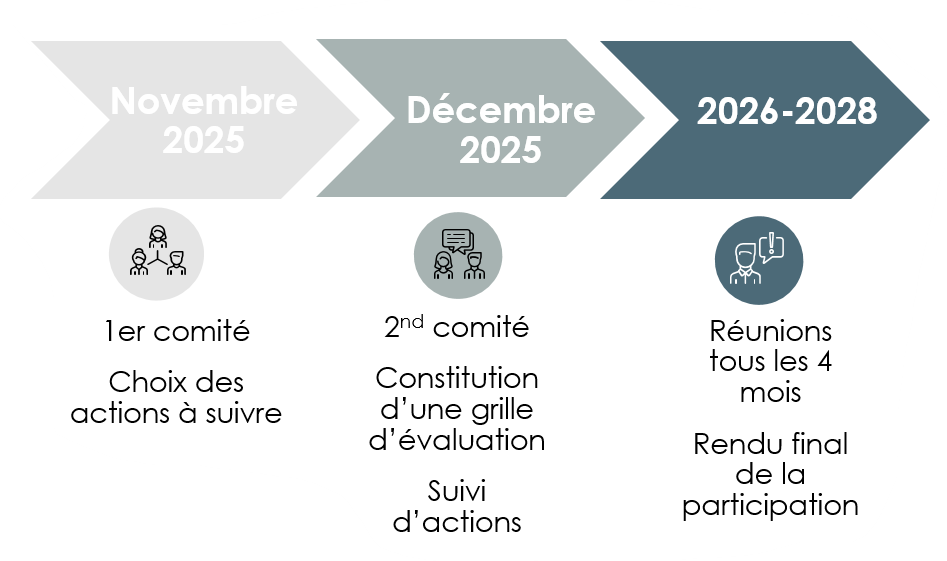 Novembre
2025
1er comité
Choix des
actions à suivre
Décembre
2025
2nd comité
Constitution
d’une grille
d’évaluation
Suivi
d’actions
2026-2028
Réunions
tous les 4
mois
Rendu final
de la
participation